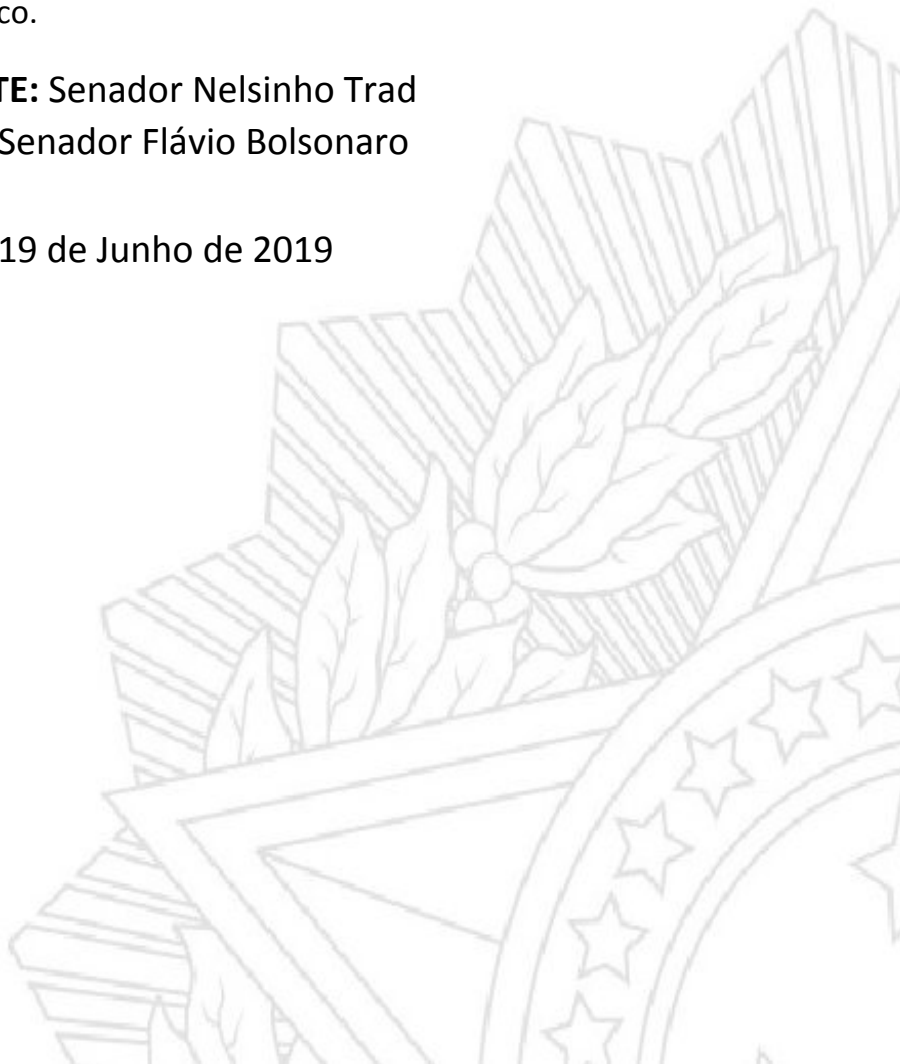 co.
TE: Senador Nelsinho Trad
Senador Flávio Bolsonaro
19 de Junho de 2019